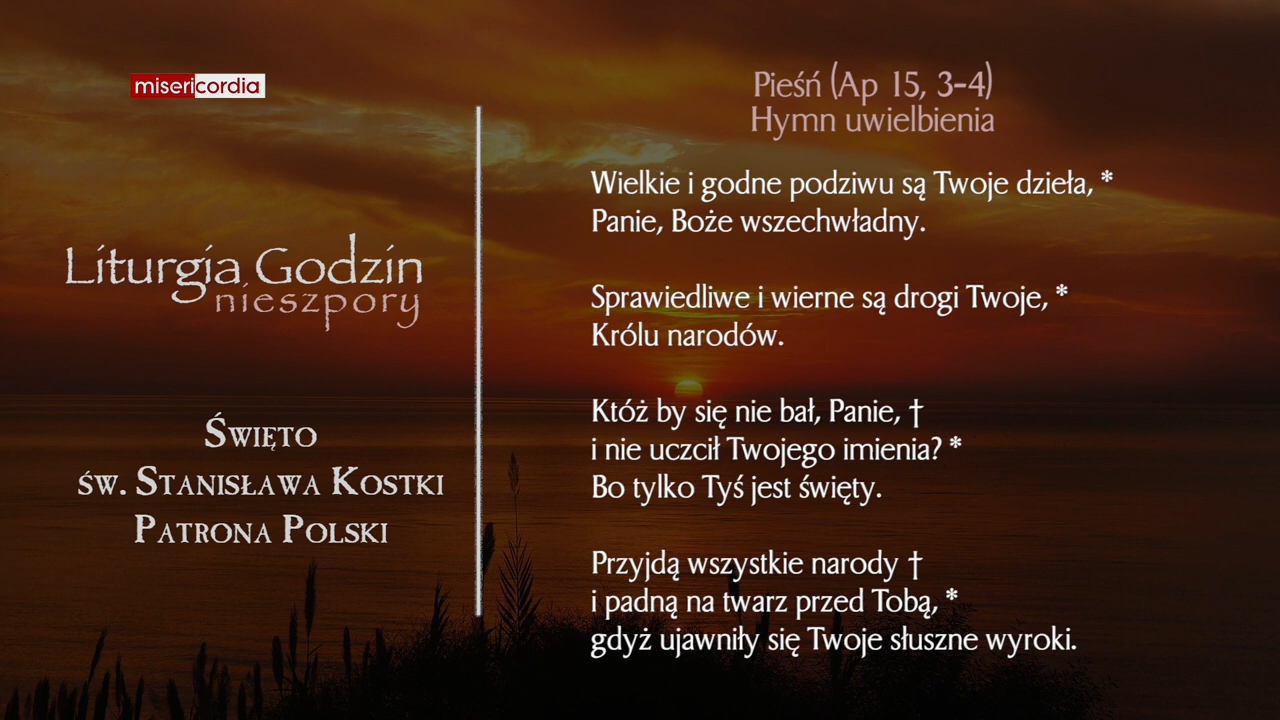 misericordia
Liturgia Godzin
nieszpory
Święto
św. Stanisława Kostki
Patrona Polski
Pieśń (Ap 15, 3-4)
Hymn uwielbienia
Wielkie i godne podziwu są Twoje dzieła, *
Panie, Boże wszechwładny.
Sprawiedliwe i wierne są drogi Twoje, *
Królu narodów.
Któż by się nie bał, Panie, †
i nie uczcił Twojego imienia? *
Bo tylko Tyś jest święty.
Przyjdą wszystkie narody †
i padną na twarz przed Tobą, *
gdyż ujawniły się Twoje słuszne wyroki.